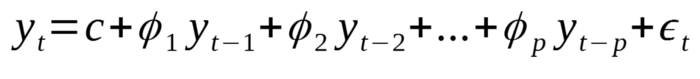 y_t = c + ϕ_1 y_{t−1} + ϕ_2 y_{t−2} + ... + ϕ_p y_{t−p} + ϵ_t